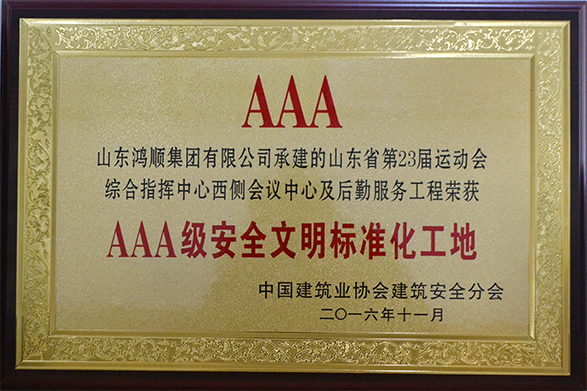 AAA
山东鸿顺集团有限公司承建的山东省第23届运动会
综合指挥中心西侧会议中心及后勤服务工程荣获
AAA级安全文明标准化工地
中国建筑业协会建筑安全分会
二〇一六年十一月